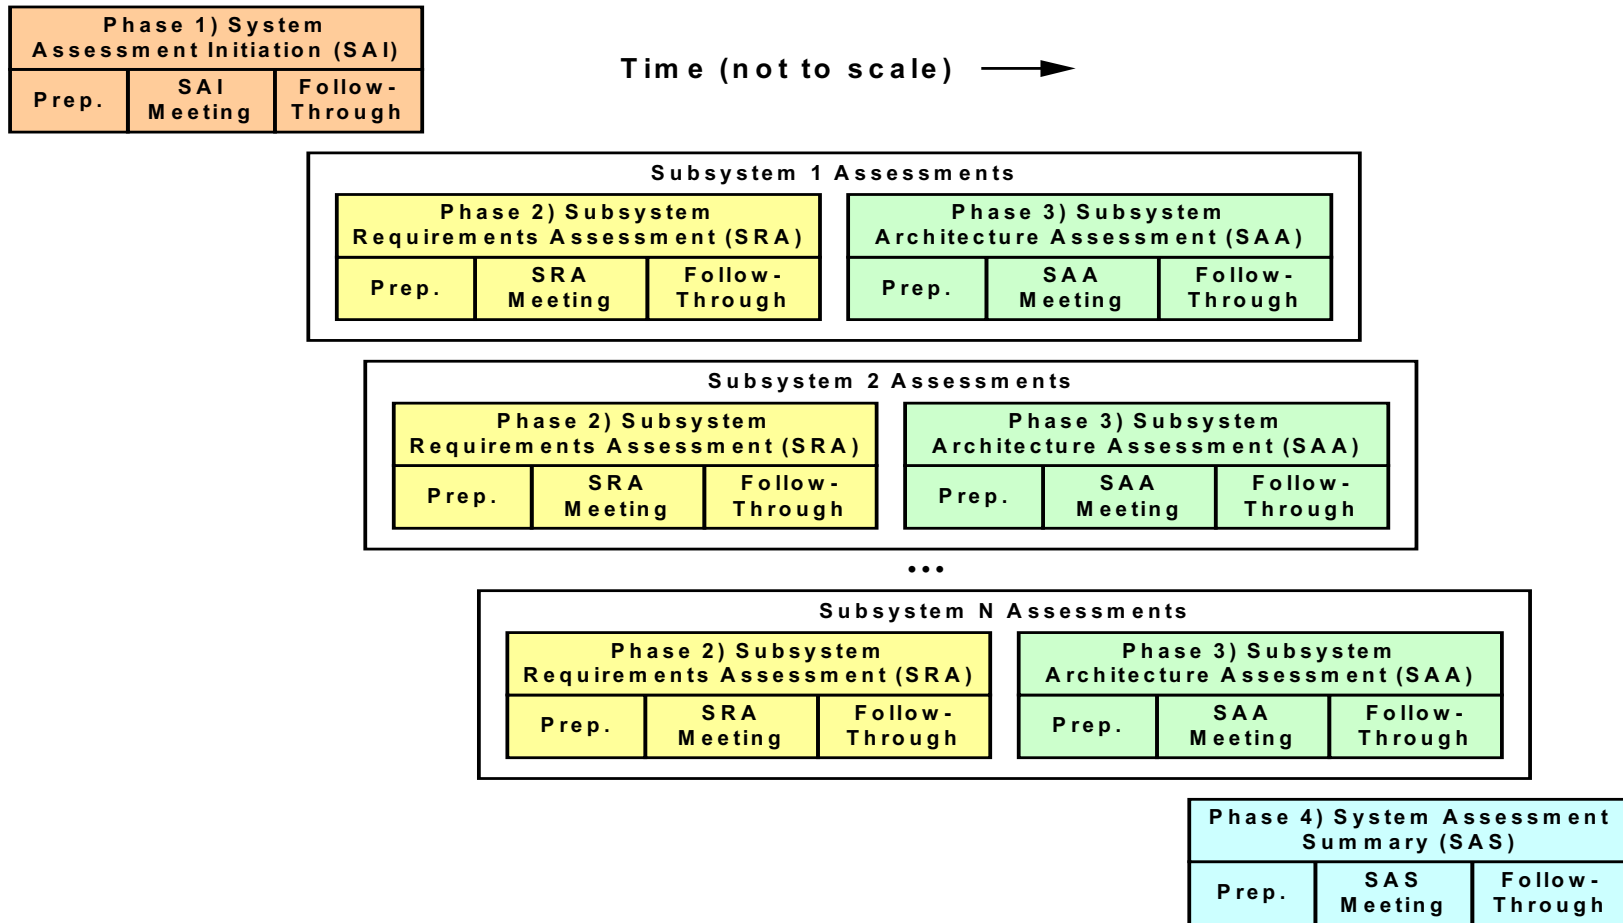 Phase 1) System
Assessment Initiation (SAI)
Prep.
SAI
Meeting
Follow-
Through
Time (not to scale)
Subsystem 1 Assessments
Phase 2) Subsystem
Requirements Assessment (SRA)
Prep.
SRA
Meeting
Follow-
Through
Phase 3) Subsystem
Architecture Assessment (SAA)
Prep.
SAA
Meeting
Follow-
Through
Subsystem 2 Assessments
Phase 2) Subsystem
Requirements Assessment (SRA)
Prep.
SRA
Meeting
Follow-
Through
Phase 3) Subsystem
Architecture Assessment (SAA)
Prep.
SAA
Meeting
Follow-
Through
...
Subsystem N Assessments
Phase 2) Subsystem
Requirements Assessment (SRA)
Prep.
SRA
Meeting
Follow-
Through
Phase 3) Subsystem
Architecture Assessment (SAA)
Prep.
SAA
Meeting
Follow-
Through
Phase 4) System Assessment
Summary (SAS)
Prep.
SAS
Meeting
Follow-
Through